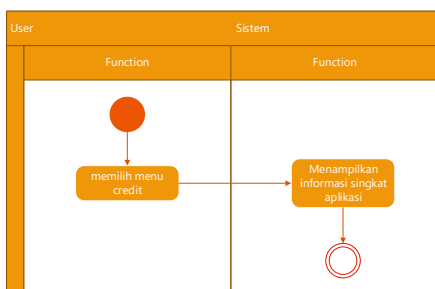 User
Sistem
Function
Function
memilih menu
credit
Menampilkan
informasi singkat
aplikasi